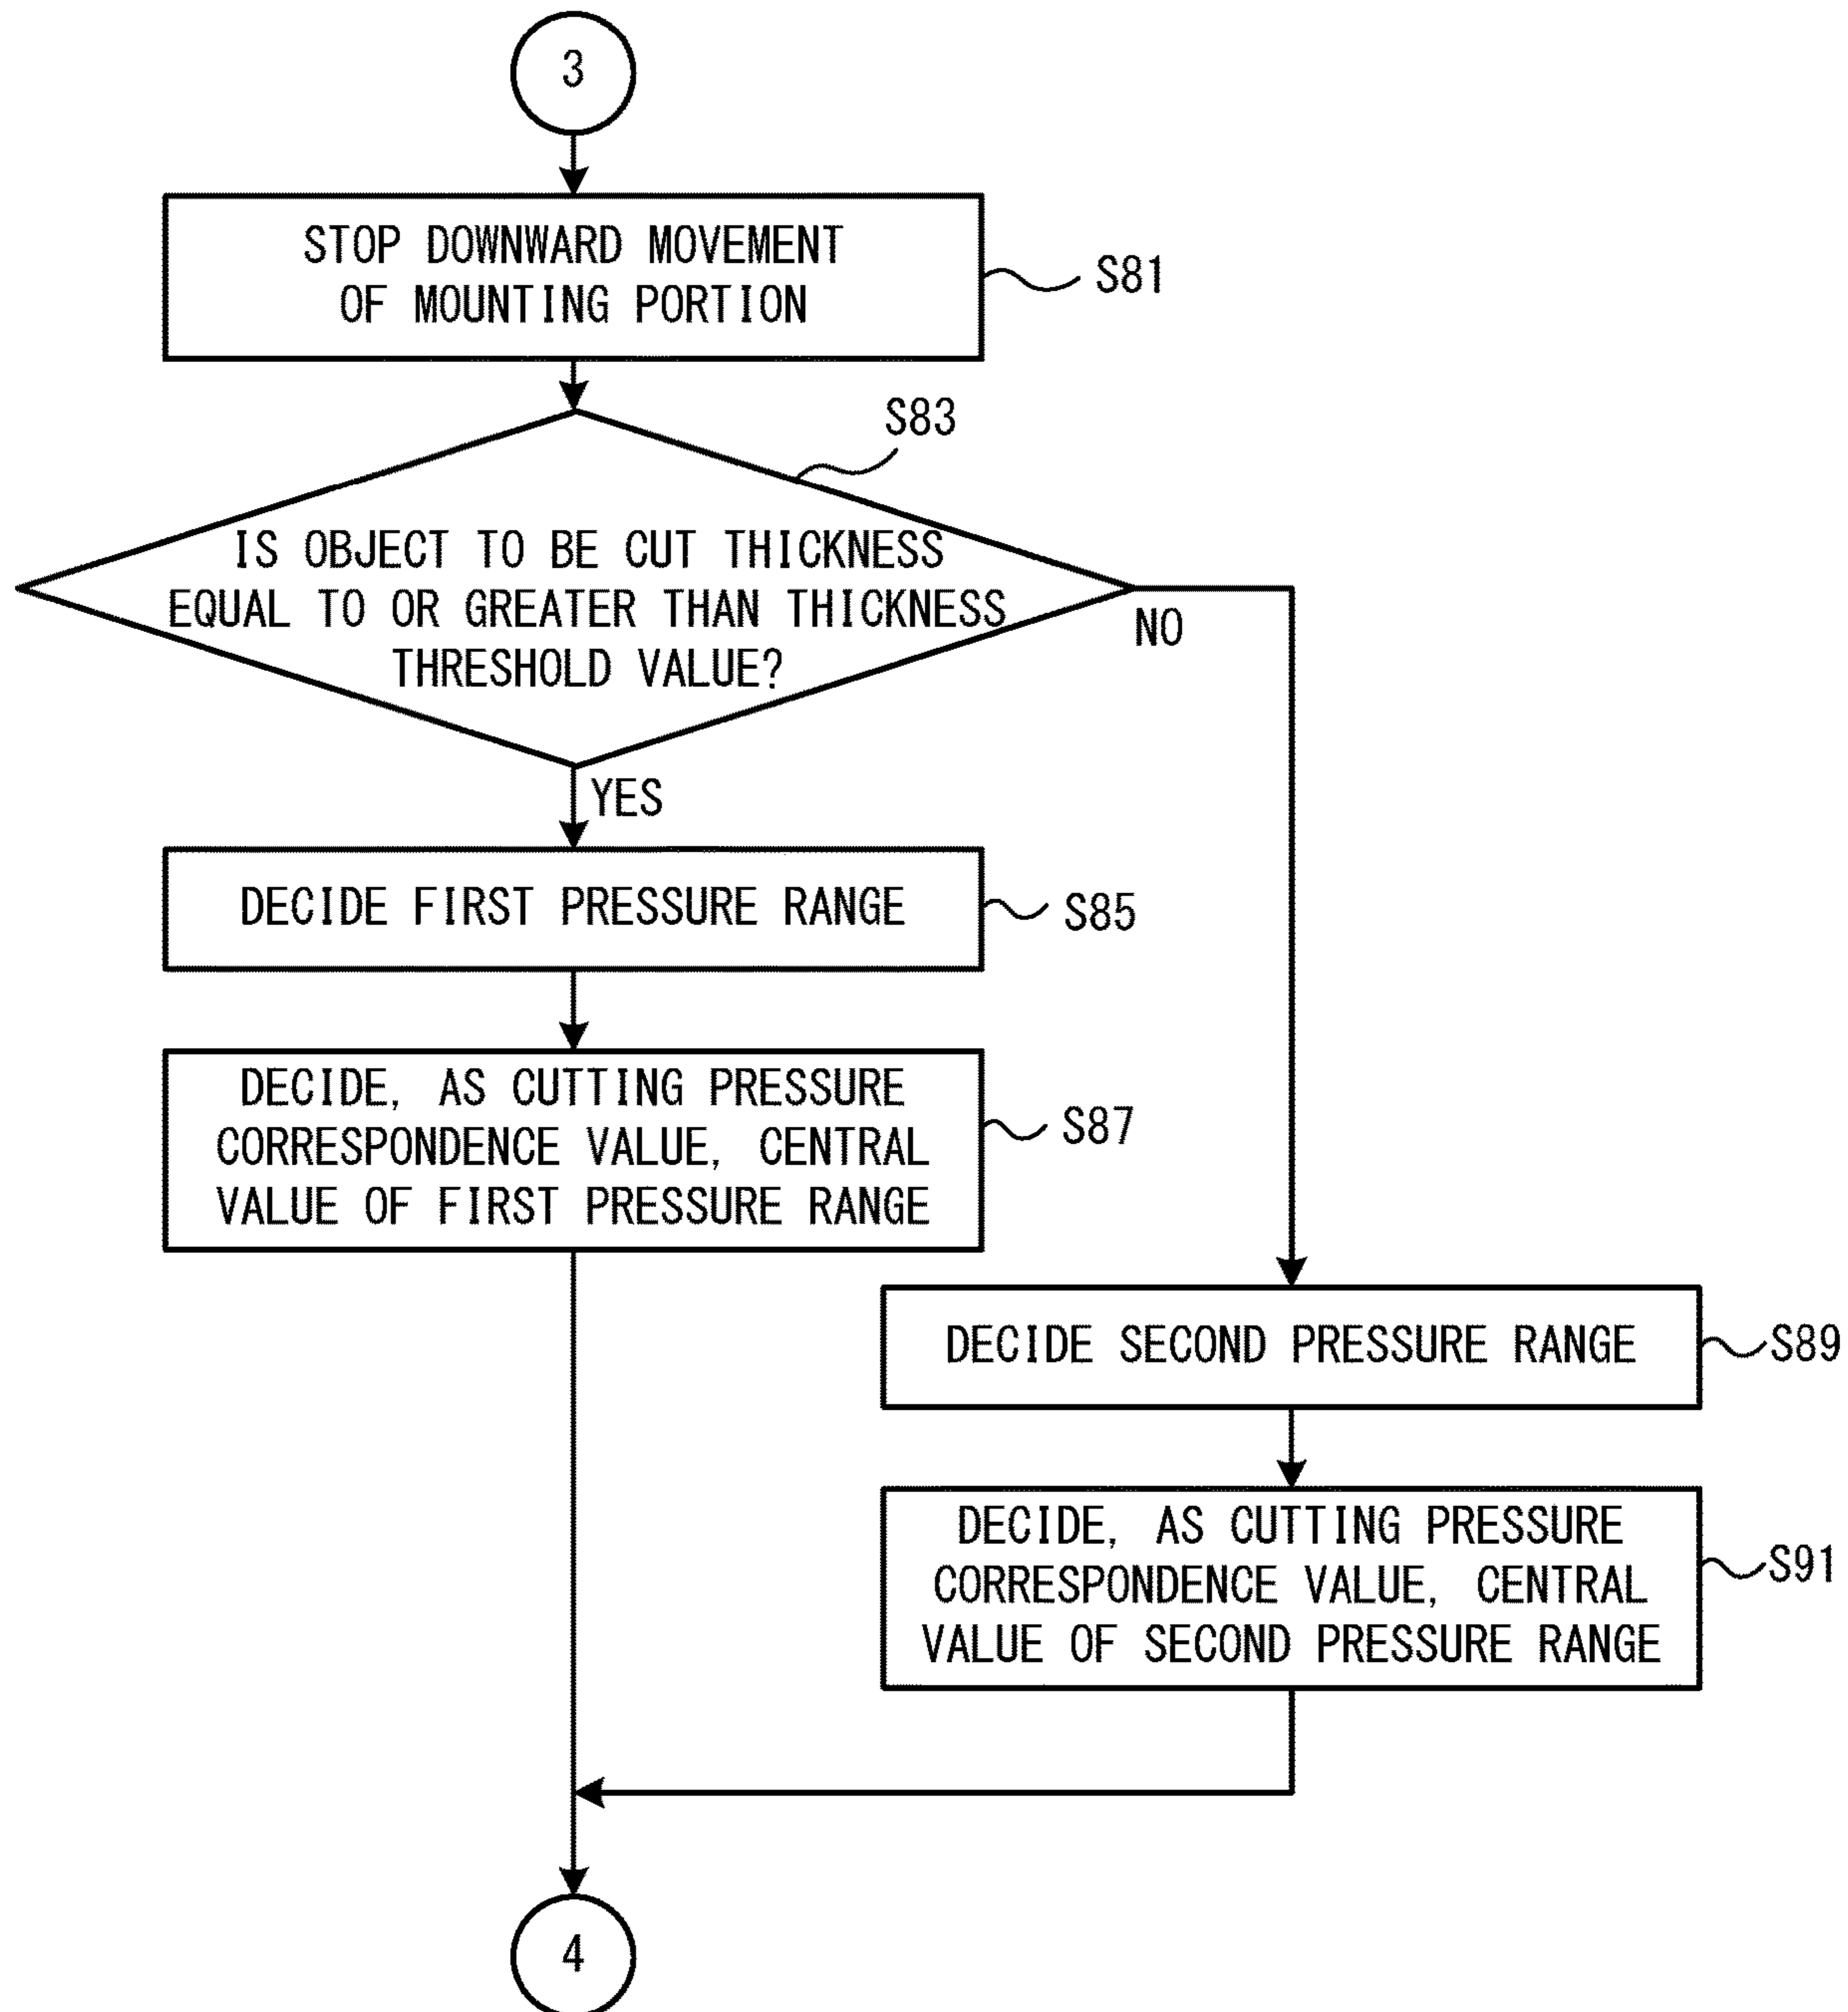 3
STOP DOWNWARD MOVEMENT
OF MOUNTING PORTION
S81
S83
IS OBJECT TO BE CUT THICKNESS
EQUAL TO OR GREATER THAN THICKNESS
THRESHOLD VALUE?
NO
YES
DECIDE FIRST PRESSURE RANGE
S85
DECIDE, AS CUTTING PRESSURE
CORRESPONDENCE VALUE, CENTRAL
VALUE OF FIRST PRESSURE RANGE
S87
DECIDE SECOND PRESSURE RANGE
S89
DECIDE, AS CUTTING PRESSURE
CORRESPONDENCE VALUE, CENTRAL
VALUE OF SECOND PRESSURE RANGE
S91
4